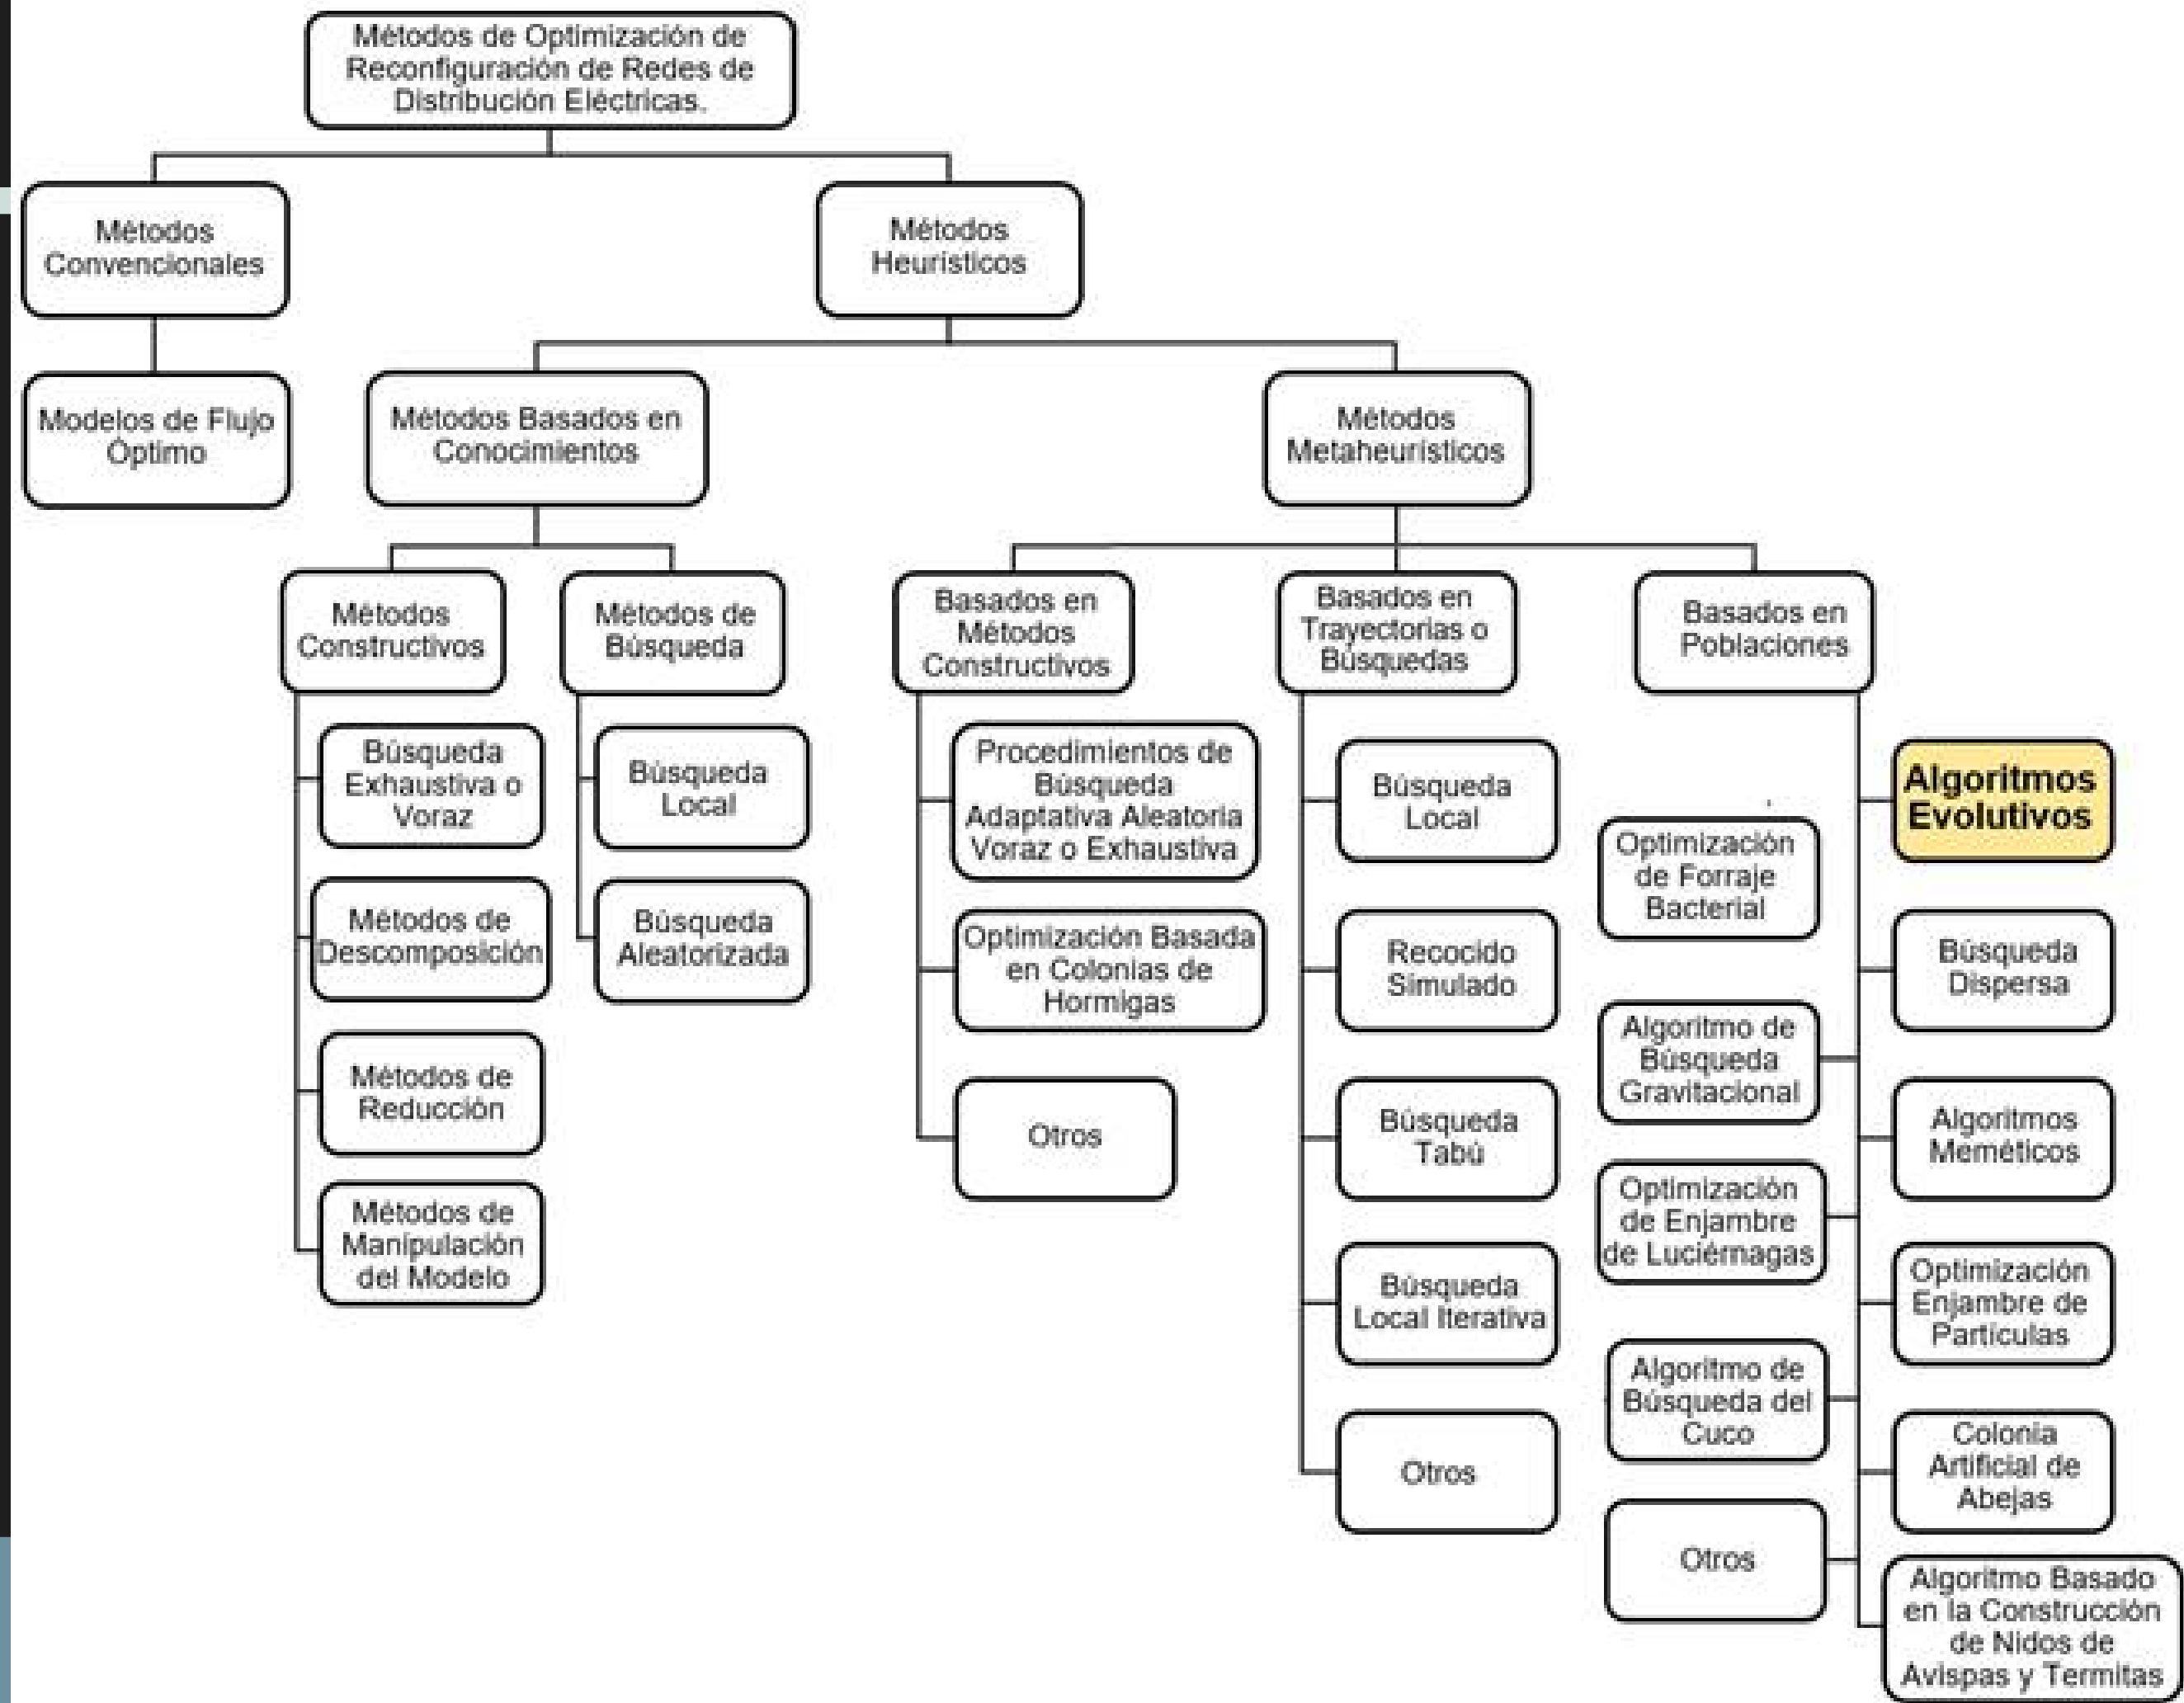 Métodos de Optimización de
Reconfiguración de Redes de
Distribución Eléctricas.
Métodos
Convencionales
Métodos
Heurísticos
Modelos de Flujo
Óptimo
Métodos Basados en
Conocimientos
Métodos
Metaheurísticos
Métodos
Constructivos
Métodos de
Búsqueda
Basados en
Métodos
Constructivos
Basados en
Trayectorias o
Búsquedas
Basados en
Poblaciones
Búsqueda
Exhaustiva o
Voraz
Métodos de
Descomposición
Métodos de
Reducción
Métodos de
Manipulación
del Modelo
Búsqueda
Local
Búsqueda
Aleatorizada
Procedimientos de
Búsqueda
Adaptativa Aleatoria
Voraz o Exhaustiva
Optimización Basada
en Colonias de
Hormigas
Otros
Búsqueda
Local
Recocido
Simulado
Búsqueda
Tabú
Búsqueda
Local Iterativa
Otros
Optimización
de Forraje
Bacterial
Algoritmo de
Búsqueda
Gravitacional
Optimización
de Enjambre
de Luciérnagas
Algoritmo de
Búsqueda del
Cuco
Otros
Algoritmos
Evolutivos
Búsqueda
Dispersa
Algoritmos
Meméticos
Optimización
Enjambre de
Partículas
Colonia
Artificial de
Abejas
Algoritmo Basado
en la Construcción
de Nidos de
Avispas y Termitas